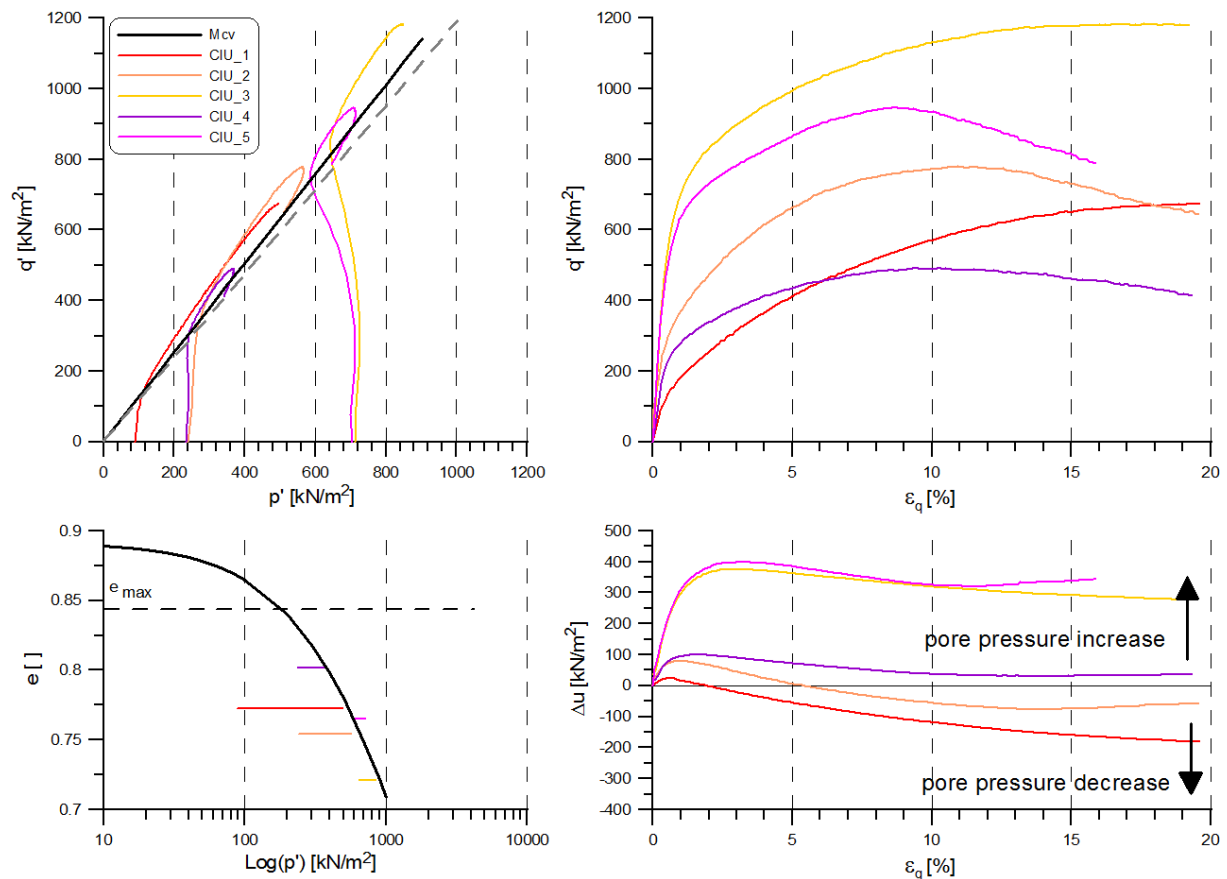 1200
1000
800
600
400
200
0
q' [kN/m²]
Mcv
CIU_1
CIU_2
CIU_3
CIU_4
CIU_5
0 200 400 600 800 1000 1200
p' [kN/m²]
1200
1000
800
600
400
200
0
q' [kN/m²]
0 5 10 15 20
ε_q [%]
0.9
0.85
0.8
0.75
0.7
e [ ]
e max
10 100 1000 10000
Log(p') [kN/m²]
500
400
300
200
100
0
-100
-200
-300
-400
Δu [kN/m²]
pore pressure increase
pore pressure decrease
0 5 10 15 20
ε_q [%]